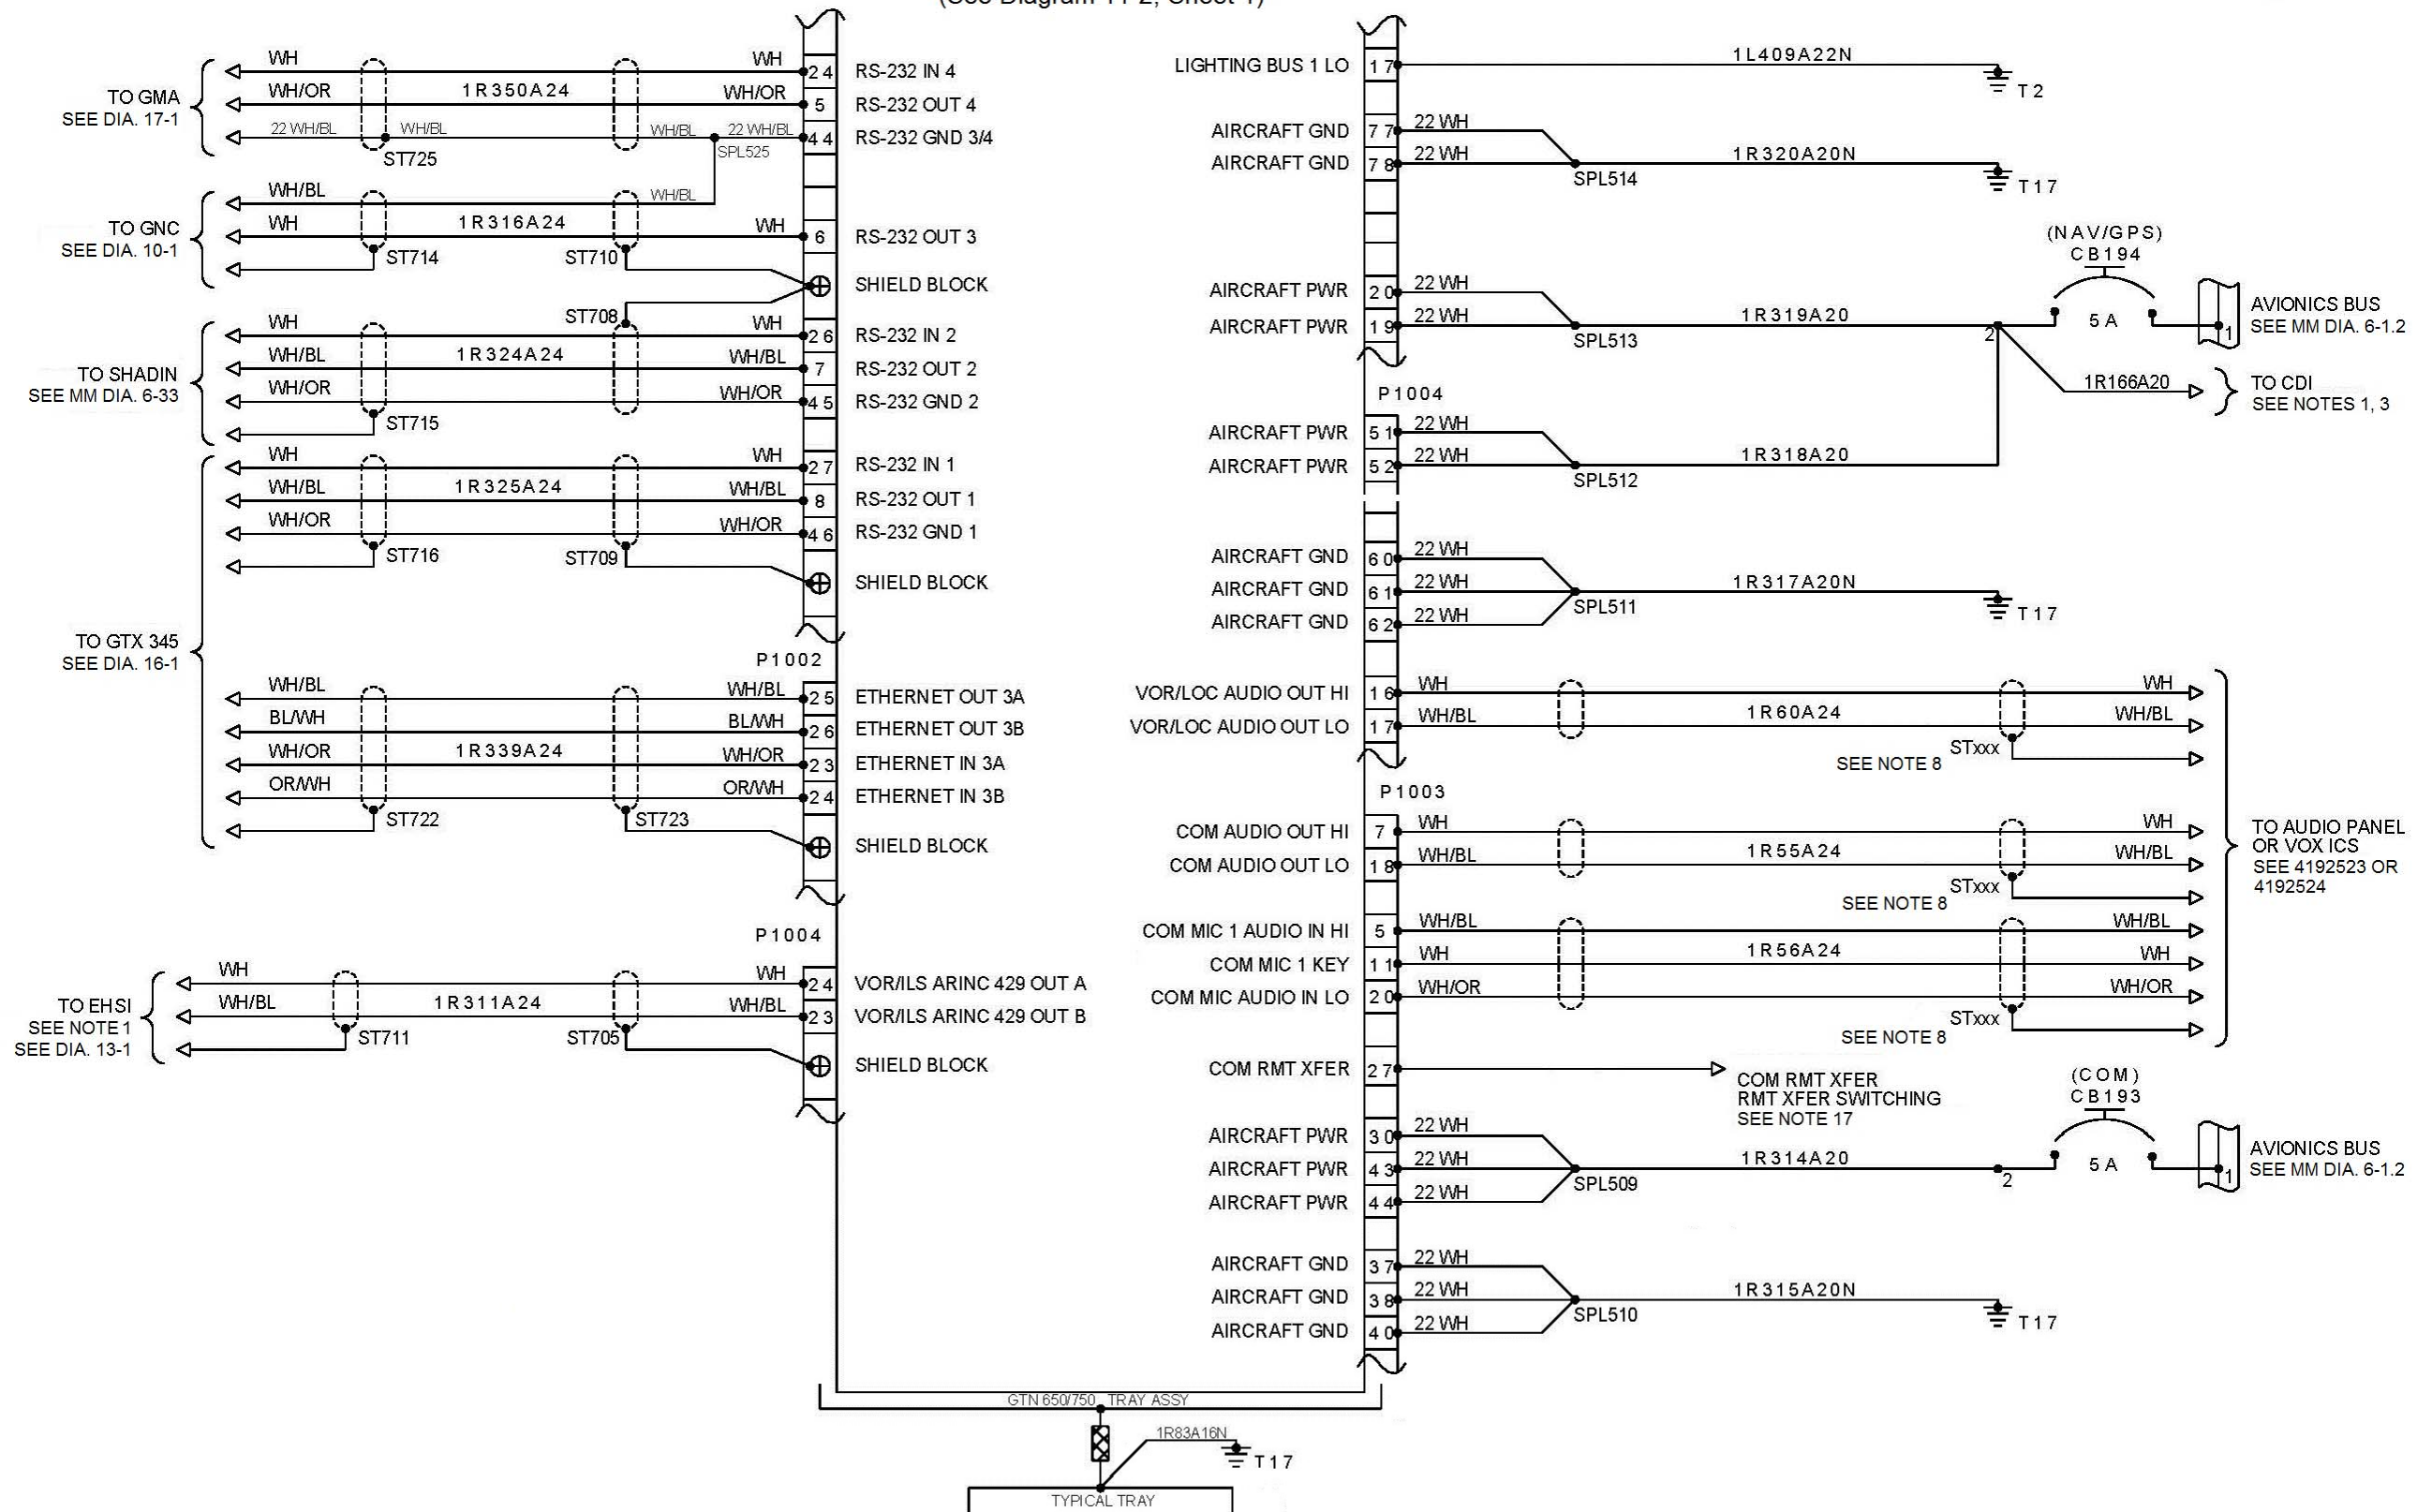 WH
WH
24
RS-232 IN 4
TO GMA
SEE DIA. 17-1
WH/OR
1R350A24
WH/OR
5
RS-232 OUT 4
22 WH/BL
WH/BL
WH/BL
22 WH/BL
44
RS-232 GND 3/4
ST725
SPL525
TO GNC
SEE DIA. 10-1
WH/BL
WH/BL
WH
1R316A24
WH
6
RS-232 OUT 3
ST714
ST710
SHIELD BLOCK
ST708
TO SHADIN
SEE MM DIA. 6-33
WH
WH
26
RS-232 IN 2
WH/BL
1R324A24
WH/BL
7
RS-232 OUT 2
WH/OR
WH/OR
45
RS-232 GND 2
ST715
WH
WH
27
RS-232 IN 1
WH/BL
1R325A24
WH/BL
8
RS-232 OUT 1
WH/OR
WH/OR
46
RS-232 GND 1
ST716
ST709
SHIELD BLOCK
TO GTX 345
SEE DIA. 16-1
P1002
WH/BL
WH/BL
25
ETHERNET OUT 3A
BL/WH
BL/WH
26
ETHERNET OUT 3B
WH/OR
1R339A24
WH/OR
23
ETHERNET IN 3A
OR/WH
OR/WH
24
ETHERNET IN 3B
ST722
ST723
SHIELD BLOCK
P1004
TO EHSI
SEE NOTE 1
SEE DIA. 13-1
WH
WH
24
VOR/ILS ARINC 429 OUT A
WH/BL
1R311A24
WH/BL
23
VOR/ILS ARINC 429 OUT B
ST711
ST705
SHIELD BLOCK
LIGHTING BUS 1 LO
17
1L409A22N
T2
AIRCRAFT GND
77
22 WH
AIRCRAFT GND
78
22 WH
SPL514
1R320A20N
T17
(NAV/GPS)
CB194
AIRCRAFT PWR
20
22 WH
AIRCRAFT PWR
19
22 WH
SPL513
1R319A20
2
5 A
1
AVIONICS BUS
SEE MM DIA. 6-1.2
1R166A20
TO CDI
SEE NOTES 1, 3
P1004
AIRCRAFT PWR
51
22 WH
AIRCRAFT PWR
52
22 WH
SPL512
1R318A20
AIRCRAFT GND
60
22 WH
AIRCRAFT GND
61
22 WH
1R317A20N
AIRCRAFT GND
62
22 WH
SPL511
T17
VOR/LOC AUDIO OUT HI
16
WH
WH
VOR/LOC AUDIO OUT LO
17
WH/BL
1R60A24
WH/BL
STxxx
SEE NOTE 8
P1003
COM AUDIO OUT HI
7
WH
WH
COM AUDIO OUT LO
18
WH/BL
1R55A24
WH/BL
STxxx
SEE NOTE 8
TO AUDIO PANEL
OR VOX ICS
SEE 4192523 OR
4192524
COM MIC 1 AUDIO IN HI
5
WH/BL
WH/BL
COM MIC 1 KEY
11
WH
1R56A24
WH
COM MIC AUDIO IN LO
20
WH/OR
WH/OR
STxxx
SEE NOTE 8
COM RMT XFER
27
COM RMT XFER
RMT XFER SWITCHING
SEE NOTE 17
(COM)
CB193
AIRCRAFT PWR
30
22 WH
AIRCRAFT PWR
43
22 WH
1R314A20
2
5 A
1
AVIONICS BUS
SEE MM DIA. 6-1.2
AIRCRAFT PWR
44
22 WH
SPL509
AIRCRAFT GND
37
22 WH
AIRCRAFT GND
38
22 WH
1R315A20N
AIRCRAFT GND
40
22 WH
SPL510
T17
GTN 650/750 TRAY ASSY
1R83A16N
T17
TYPICAL TRAY